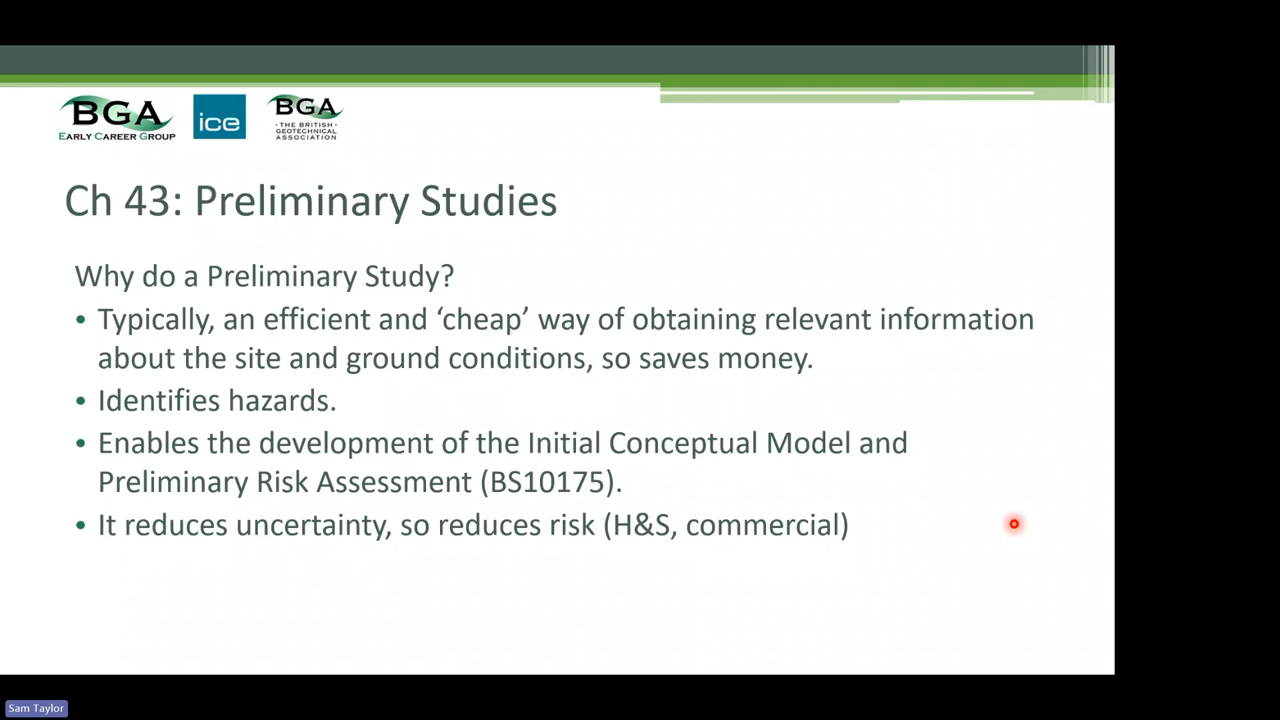 BGA
EARLY CAREER GROUP
ice
BGA
· THE BRITISH ·
GEOTECHNICAL
ASSOCIATION
Ch 43: Preliminary Studies
Why do a Preliminary Study?
• Typically, an efficient and ‘cheap’ way of obtaining relevant information
about the site and ground conditions, so saves money.
• Identifies hazards.
• Enables the development of the Initial Conceptual Model and
Preliminary Risk Assessment (BS10175).
• It reduces uncertainty, so reduces risk (H&S, commercial)
Sam Taylor